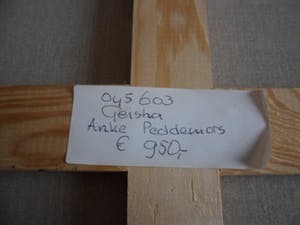 045603
Geisha
Anke Peddemors
€ 950,-